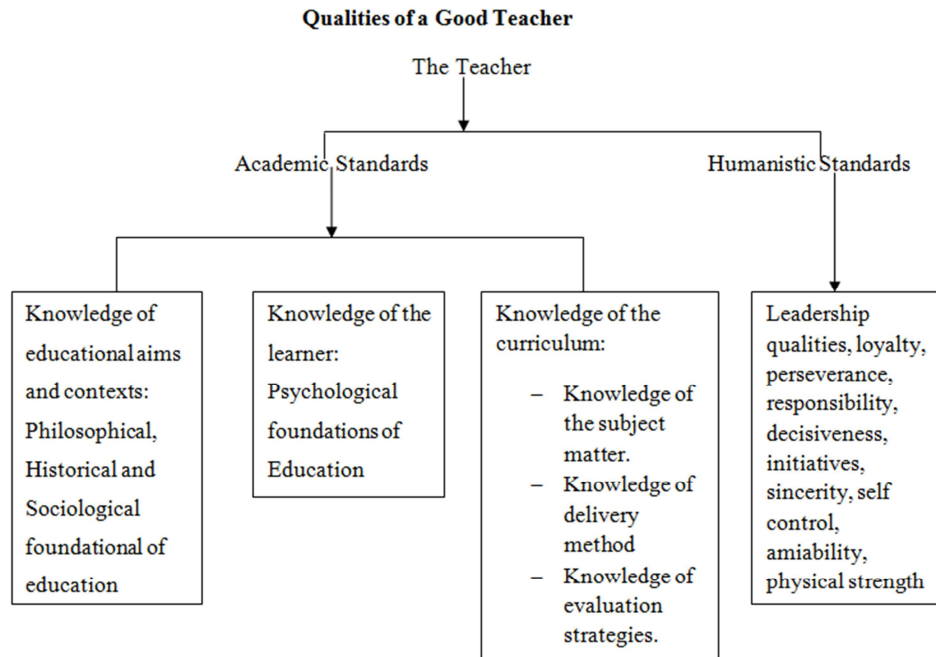 Qualities of a Good Teacher
The Teacher
Academic Standards
Humanistic Standards
Knowledge of
educational aims
and contexts:
Philosophical,
Historical and
Sociological
foundational of
education
Knowledge of the
learner:
Psychological
foundations of
Education
Knowledge of the
curriculum:
– Knowledge of
the subject
matter.
– Knowledge of
delivery
method
– Knowledge of
evaluation
strategies.
Leadership
qualities, loyalty,
perseverance,
responsibility,
decisiveness,
initiatives,
sincerity, self
control,
amiability,
physical strength